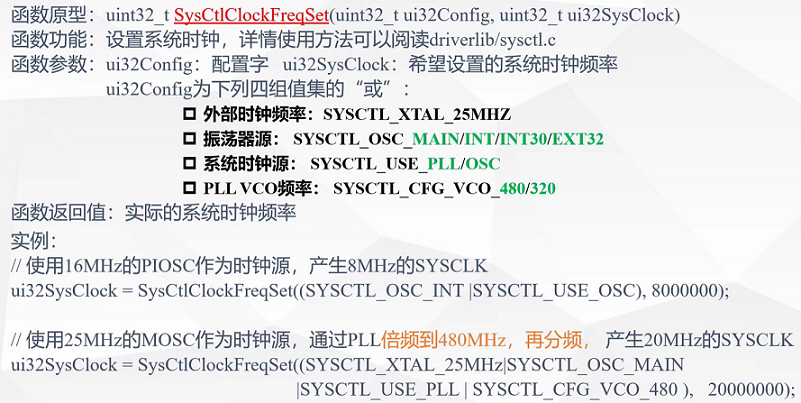 函数原型：uint32_t SysCtlClockFreqSet(uint32_t ui32Config, uint32_t ui32SysClock)
函数功能：设置系统时钟，详情使用方法可以阅读driverlib/sysctl.c
函数参数：ui32Config：配置字 ui32SysClock：希望设置的系统时钟频率
ui32Config为下列四组值集的“或”：
外部时钟频率：SYSCTL_XTAL_25MHZ
振荡器源： SYSCTL_OSC_MAIN/INT/INT30/EXT32
系统时钟源： SYSCTL_USE_PLL/OSC
PLL VCO频率： SYSCTL_CFG_VCO_480/320
函数返回值：实际的系统时钟频率
实例：
// 使用16MHz的PIOSC作为时钟源，产生8MHz的SYSCLK
ui32SysClock = SysCtlClockFreqSet((SYSCTL_OSC_INT |SYSCTL_USE_OSC), 8000000);
// 使用25MHz的MOSC作为时钟源，通过PLL倍频到480MHz，再分频， 产生20MHz的SYSCLK
ui32SysClock = SysCtlClockFreqSet((SYSCTL_XTAL_25MHz|SYSCTL_OSC_MAIN
|SYSCTL_USE_PLL | SYSCTL_CFG_VCO_480 ), 20000000);